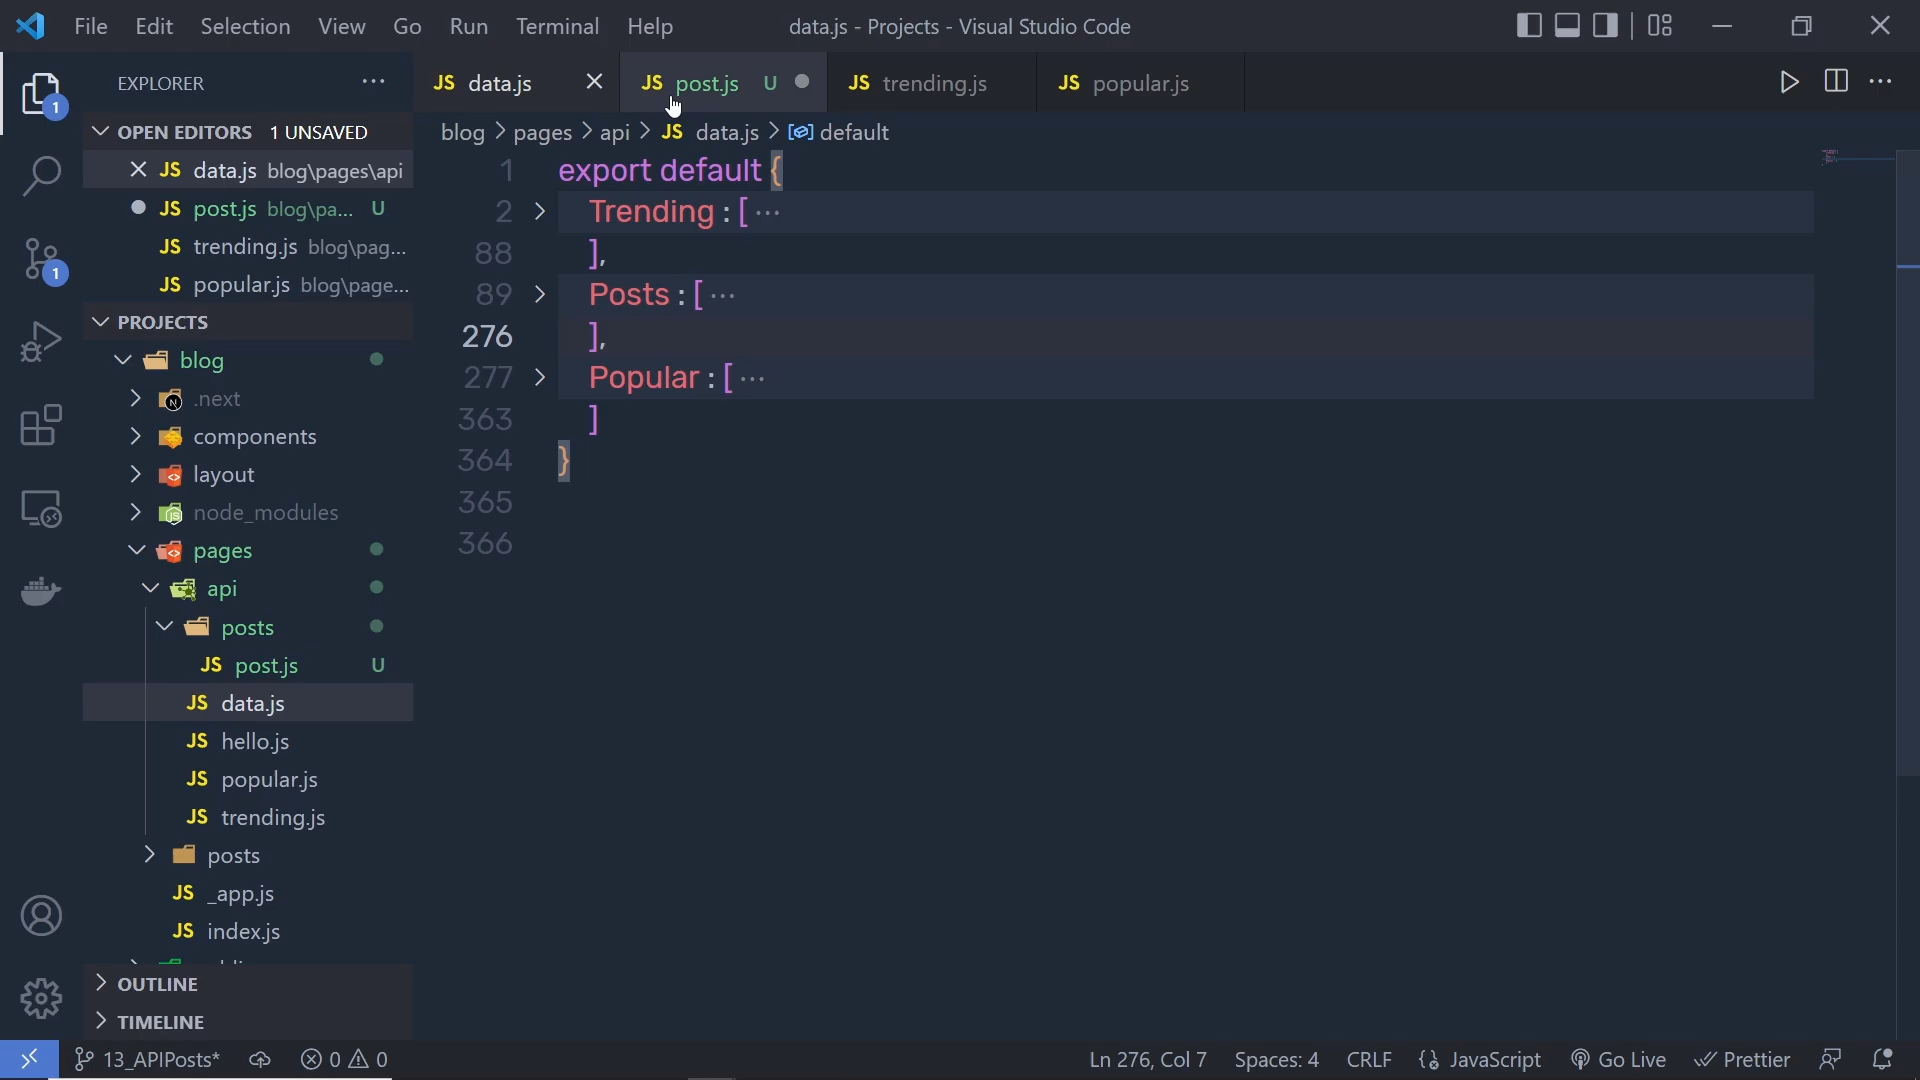 File Edit Selection View Go Run Terminal Help data.js - Projects - Visual Studio Code
EXPLORER ···
JS data.js JS post.js U JS trending.js JS popular.js ···
OPEN EDITORS 1 UNSAVED
JS data.js blog\pages\api
JS post.js blog\pa... U
JS trending.js blog\pag...
JS popular.js blog\page...
PROJECTS
blog
.next
components
layout
node_modules
pages
api
posts
JS post.js U
JS data.js
JS hello.js
JS popular.js
JS trending.js
posts
JS _app.js
JS index.js
OUTLINE
TIMELINE
1
1
blog > pages > api > JS data.js > default
1 export default {
2 Trending : [ ···
88 ],
89 Posts : [ ···
276 ],
277 Popular : [ ···
363 ]
364 }
365
366
13_APIPosts* 0 0 Ln 276, Col 7 Spaces: 4 CRLF {} JavaScript Go Live Prettier